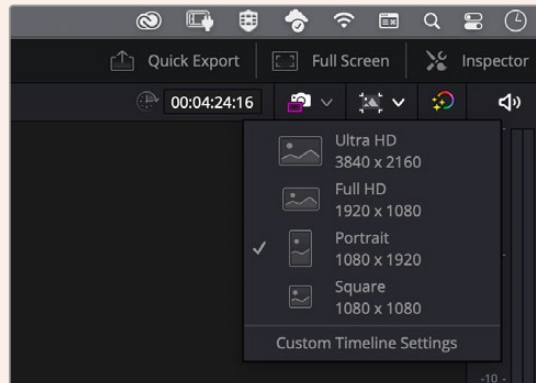 Quick Export
Full Screen
Inspector
00:04:24:16
Ultra HD
3840 x 2160
Full HD
1920 x 1080
Portrait
1080 x 1920
Square
1080 x 1080
Custom Timeline Settings
-10